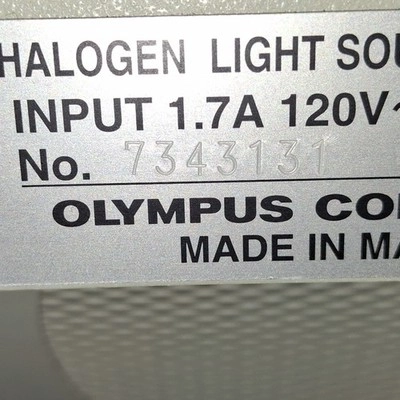 HALOGEN LIGHT SOU
INPUT 1.7A 120V~
No. 7343131
OLYMPUS CO
MADE IN MA